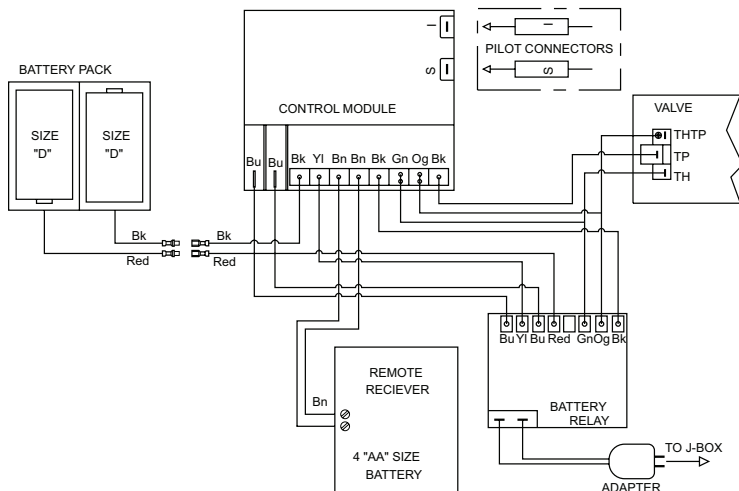 I
S
PILOT CONNECTORS
I
S
CONTROL MODULE
BATTERY PACK
SIZE
"D"
SIZE
"D"
VALVE
THTP
TP
TH
Bu
Bu
Bk
Yl
Bn
Bn
Bk
Gn
Og
Bk
Bk
Red
Bk
Red
Bu
Yl
Bu
Red
Gn
Og
Bk
BATTERY
RELAY
REMOTE
RECIEVER
Bn
4 "AA" SIZE
BATTERY
TO J-BOX
ADAPTER